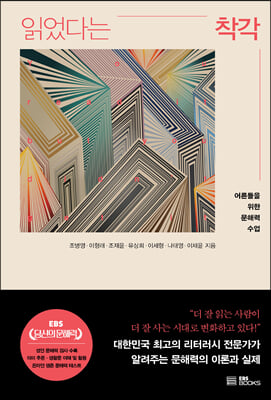 읽었다는
착각
어른들을
위한
문해력
수업
조병영·이형래·조재윤·유상희·이세형·나태영·이채윤 지음
EBS
당신의 문해력
"더 잘 읽는 사람이
더 잘 사는 시대로 변화하고 있다!"
대한민국 최고의 리터러시 전문가가
알려주는 문해력의 이론과 실제
EBS
BOOKS